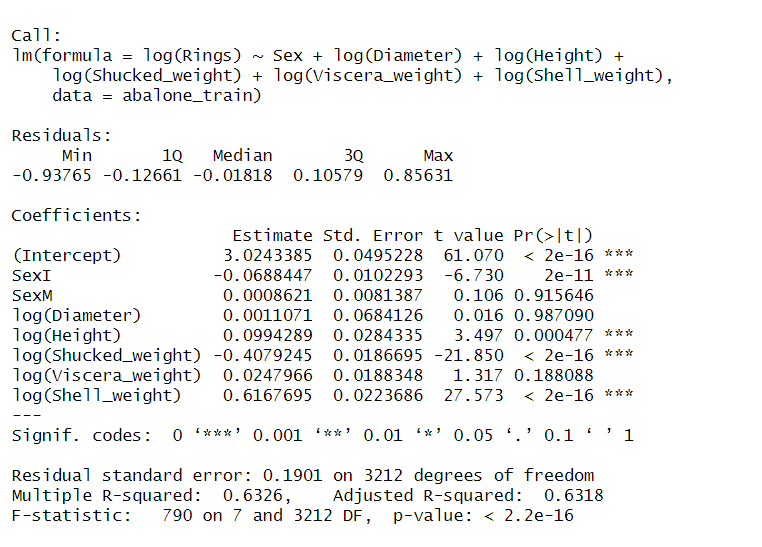 Call:
lm(formula = log(Rings) ~ Sex + log(Diameter) + log(Height) +
    log(Shucked_weight) + log(Viscera_weight) + log(Shell_weight),
    data = abalone_train)

Residuals:
     Min       1Q   Median       3Q      Max
-0.93765 -0.12661 -0.01818  0.10579  0.85631

Coefficients:
                      Estimate Std. Error t value Pr(>|t|)
(Intercept)          3.0243385  0.0495228  61.070  < 2e-16 ***
SexI                -0.0688447  0.0102293  -6.730    2e-11 ***
SexM                 0.0008621  0.0081387   0.106 0.915646
log(Diameter)        0.0011071  0.0684126   0.016 0.987090
log(Height)          0.0994289  0.0284335   3.497 0.000477 ***
log(Shucked_weight) -0.4079245  0.0186695 -21.850  < 2e-16 ***
log(Viscera_weight)  0.0247966  0.0188348   1.317 0.188088
log(Shell_weight)    0.6167695  0.0223686  27.573  < 2e-16 ***
---
Signif. codes:  0 ‘***’ 0.001 ‘**’ 0.01 ‘*’ 0.05 ‘.’ 0.1 ‘ ’ 1

Residual standard error: 0.1901 on 3212 degrees of freedom
Multiple R-squared:  0.6326,    Adjusted R-squared:  0.6318
F-statistic:   790 on 7 and 3212 DF,  p-value: < 2.2e-16